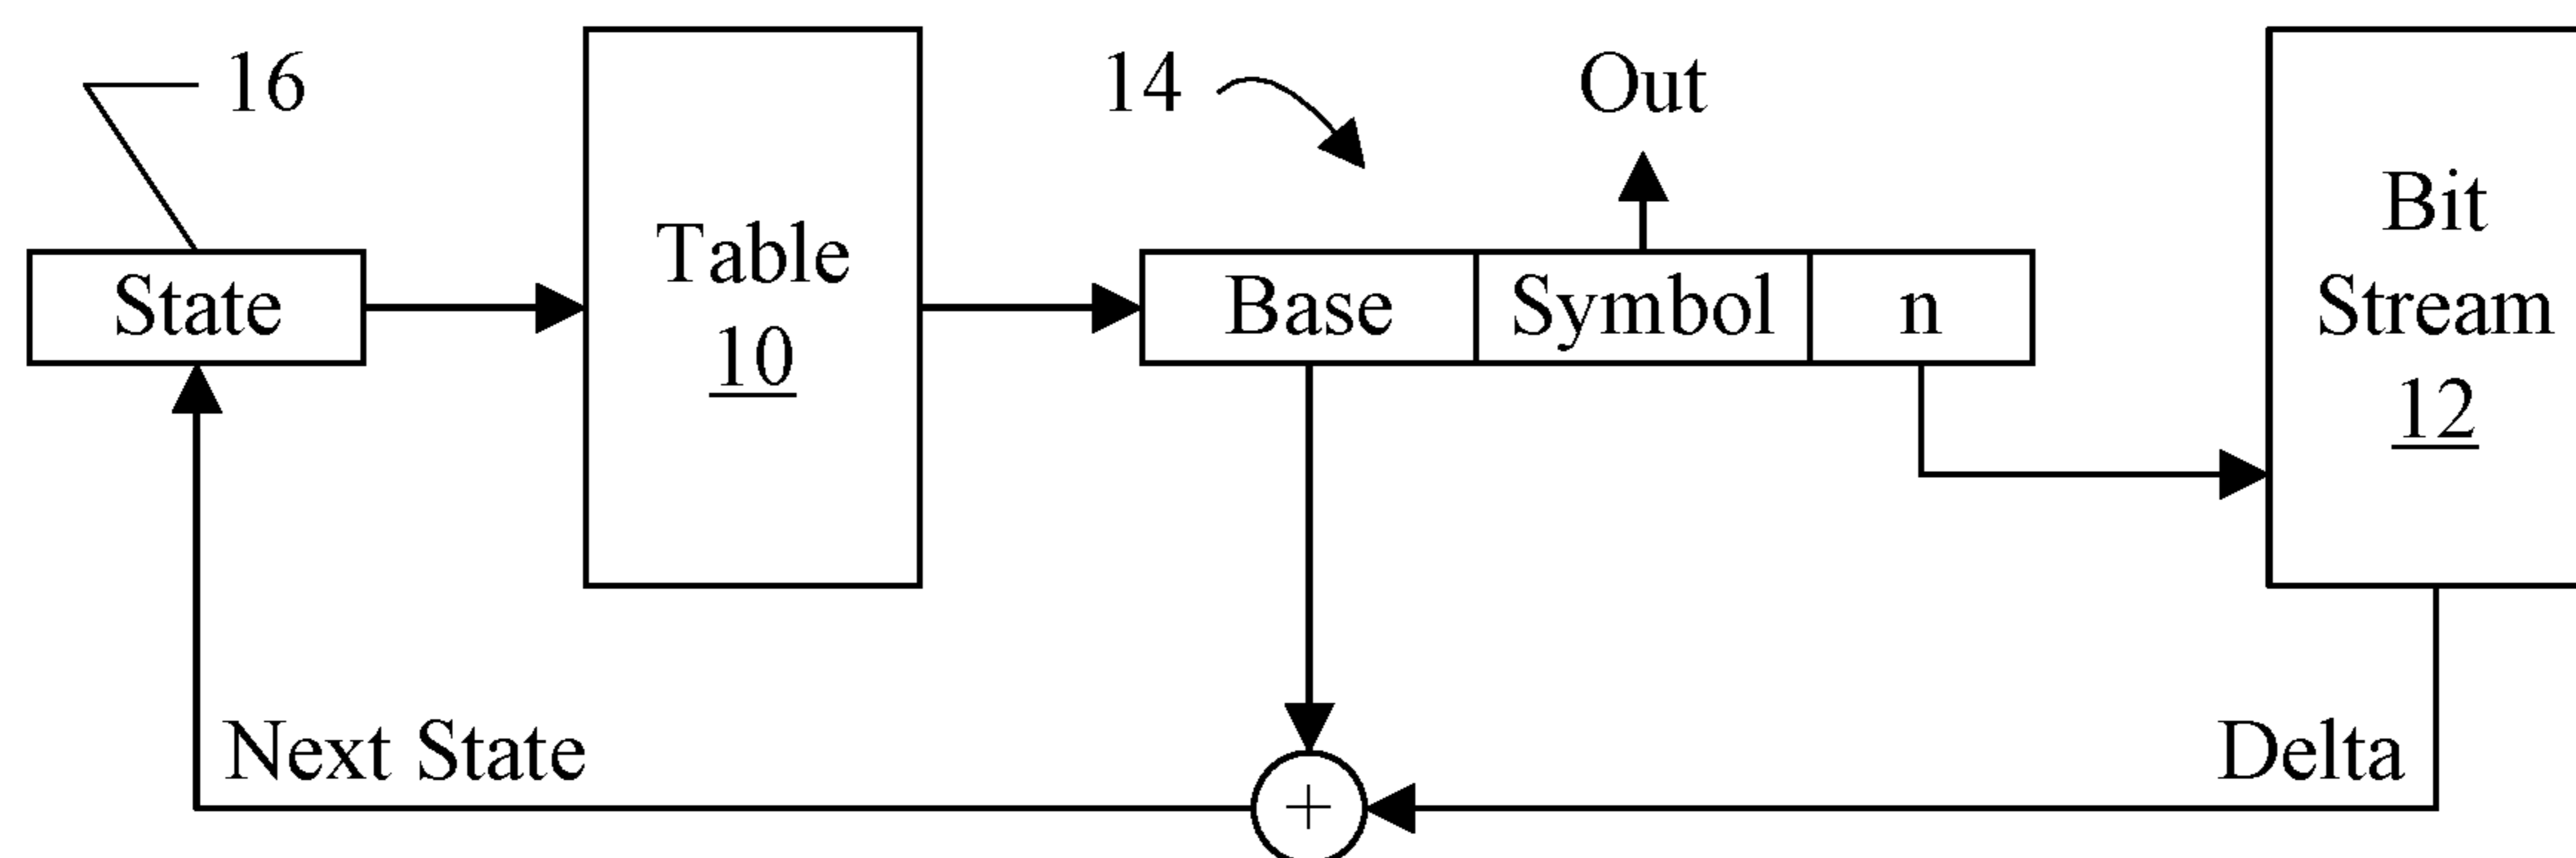 16
14
Out
State
Table
10
Base
Symbol
n
Bit
Stream
12
Next State
+
Delta